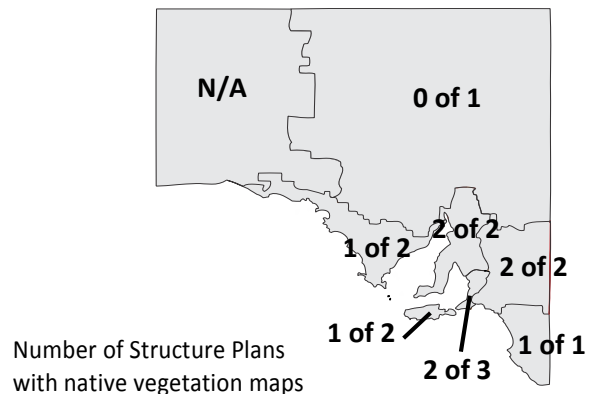 N/A
0 of 1
2 of 2
1 of 2
2 of 2
1 of 2
1 of 1
2 of 3
Number of Structure Plans
with native vegetation maps